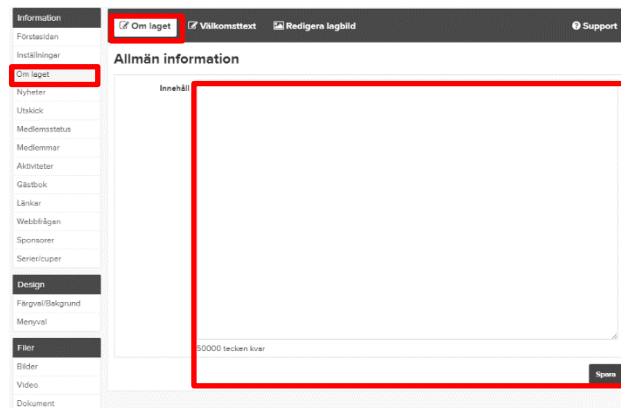 Information
Förstasidan
Inställningar
Om laget
Nyheter
Utskick
Medlemsstatus
Medlemmar
Aktiviteter
Gästbok
Länkar
Webbfrågan
Sponsorer
Serier/cuper
Design
Färgval/Bakgrund
Menyval
Filer
Bilder
Video
Dokument
Om laget Välkomsttext Redigera lagbild Support
Allmän information
Innehåll
50000 tecken kvar
Spara